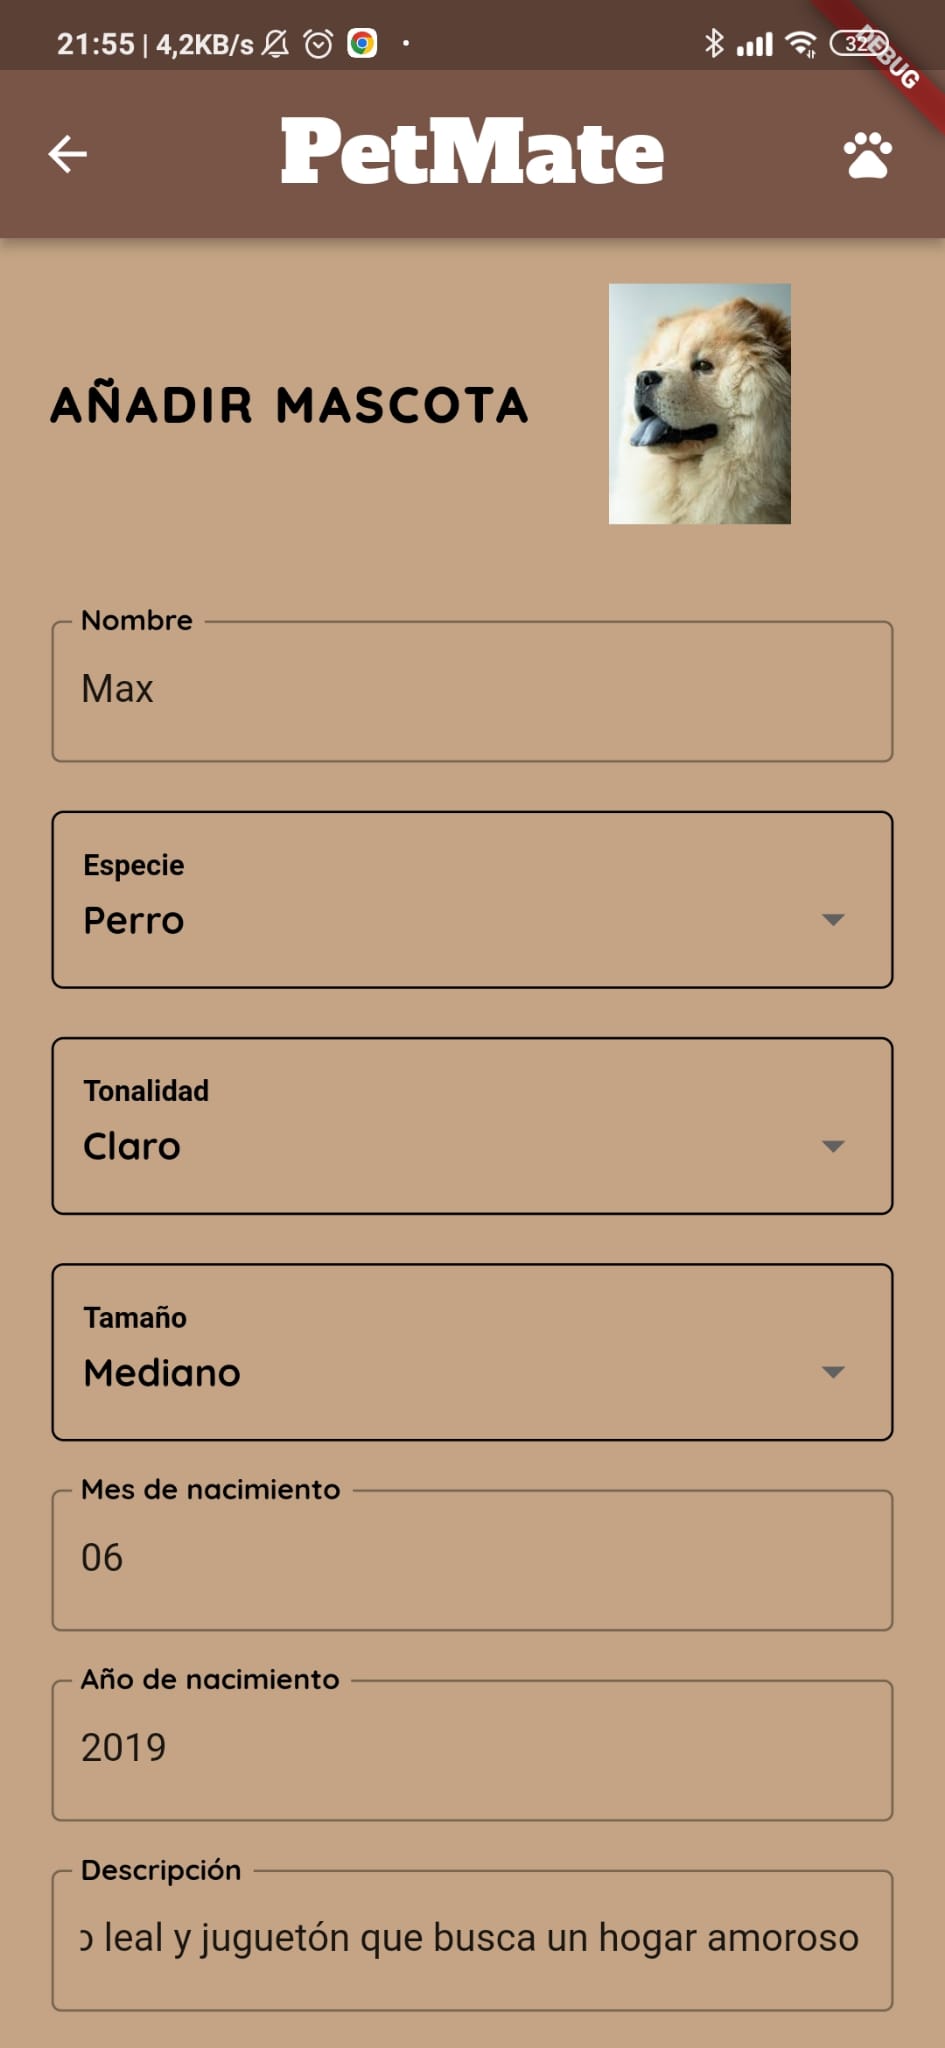 21:55 | 4,2KB/s
32
DEBUG
PetMate
AÑADIR MASCOTA
Nombre
Max
Especie
Perro
Tonalidad
Claro
Tamaño
Mediano
Mes de nacimiento
06
Año de nacimiento
2019
Descripción
o leal y juguetón que busca un hogar amoroso